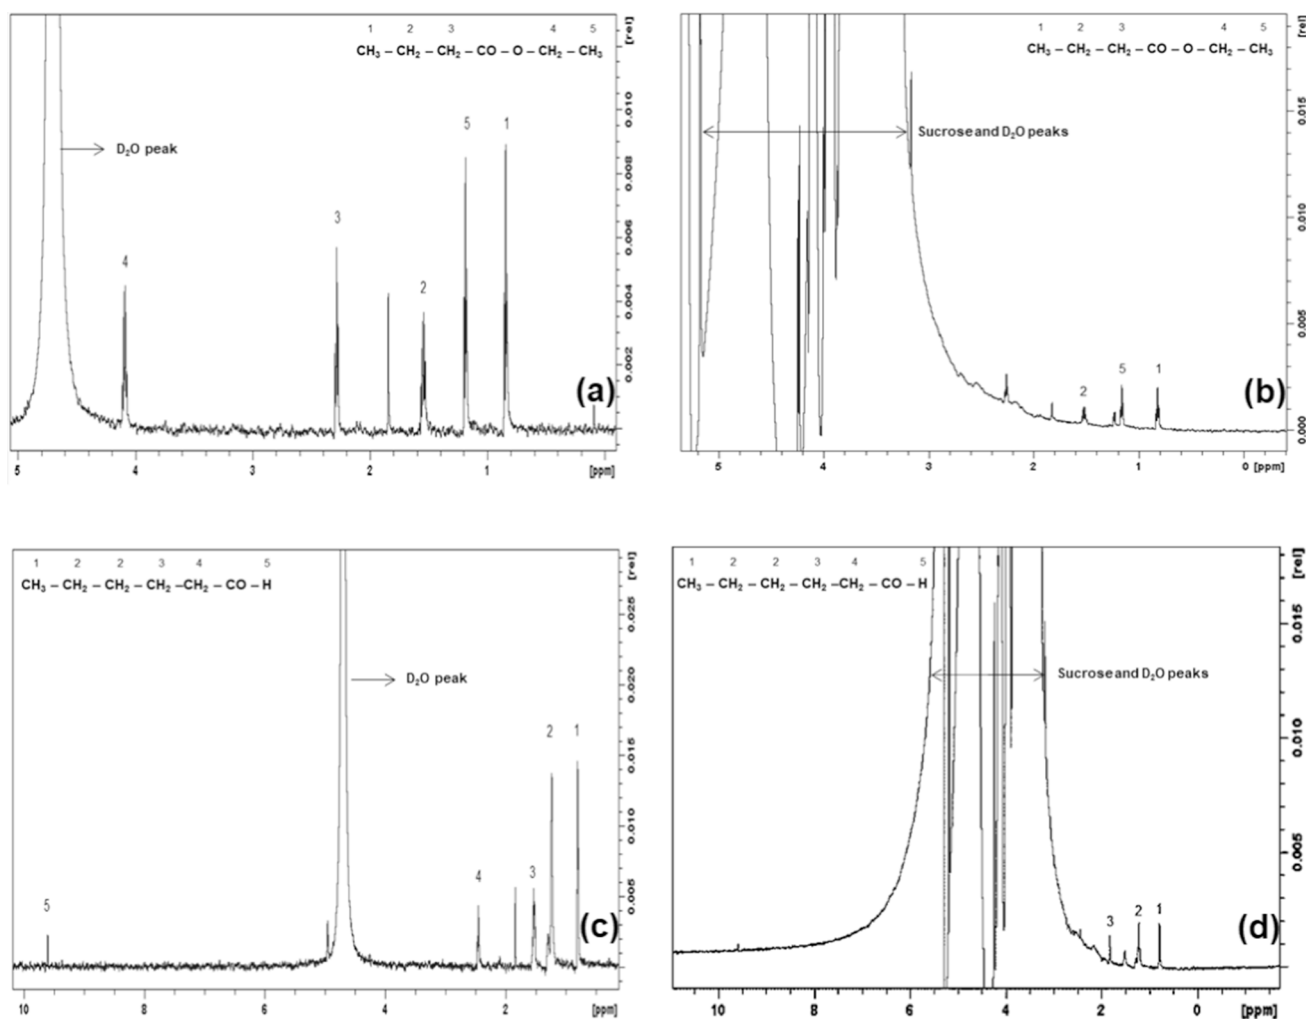 1 2 3 4 5
CH₃ – CH₂ – CH₂ – CO – O – CH₂ – CH₃
[rel]
D₂O peak
0.010
0.008
0.006
0.004
0.002
4
3
2
5
1
(a)
5 4 3 2 1 [ppm]
1 2 3 4 5
CH₃ – CH₂ – CH₂ – CO – O – CH₂ – CH₃
[rel]
Sucrose and D₂O peaks
0.015
0.010
0.005
0.000
2
5
1
(b)
5 4 3 2 1 0 [ppm]
1 2 2 3 4 5
CH₃ – CH₂ – CH₂ – CH₂ – CH₂ – CO – H
[rel]
D₂O peak
0.025
0.020
0.015
0.010
0.005
5
4
3
2
1
(c)
10 8 6 4 2 [ppm]
1 2 2 3 4 5
CH₃ – CH₂ – CH₂ – CH₂ – CH₂ – CO – H
[rel]
Sucrose and D₂O peaks
0.015
0.010
0.005
3 2 1
(d)
10 8 6 4 2 0 [ppm]